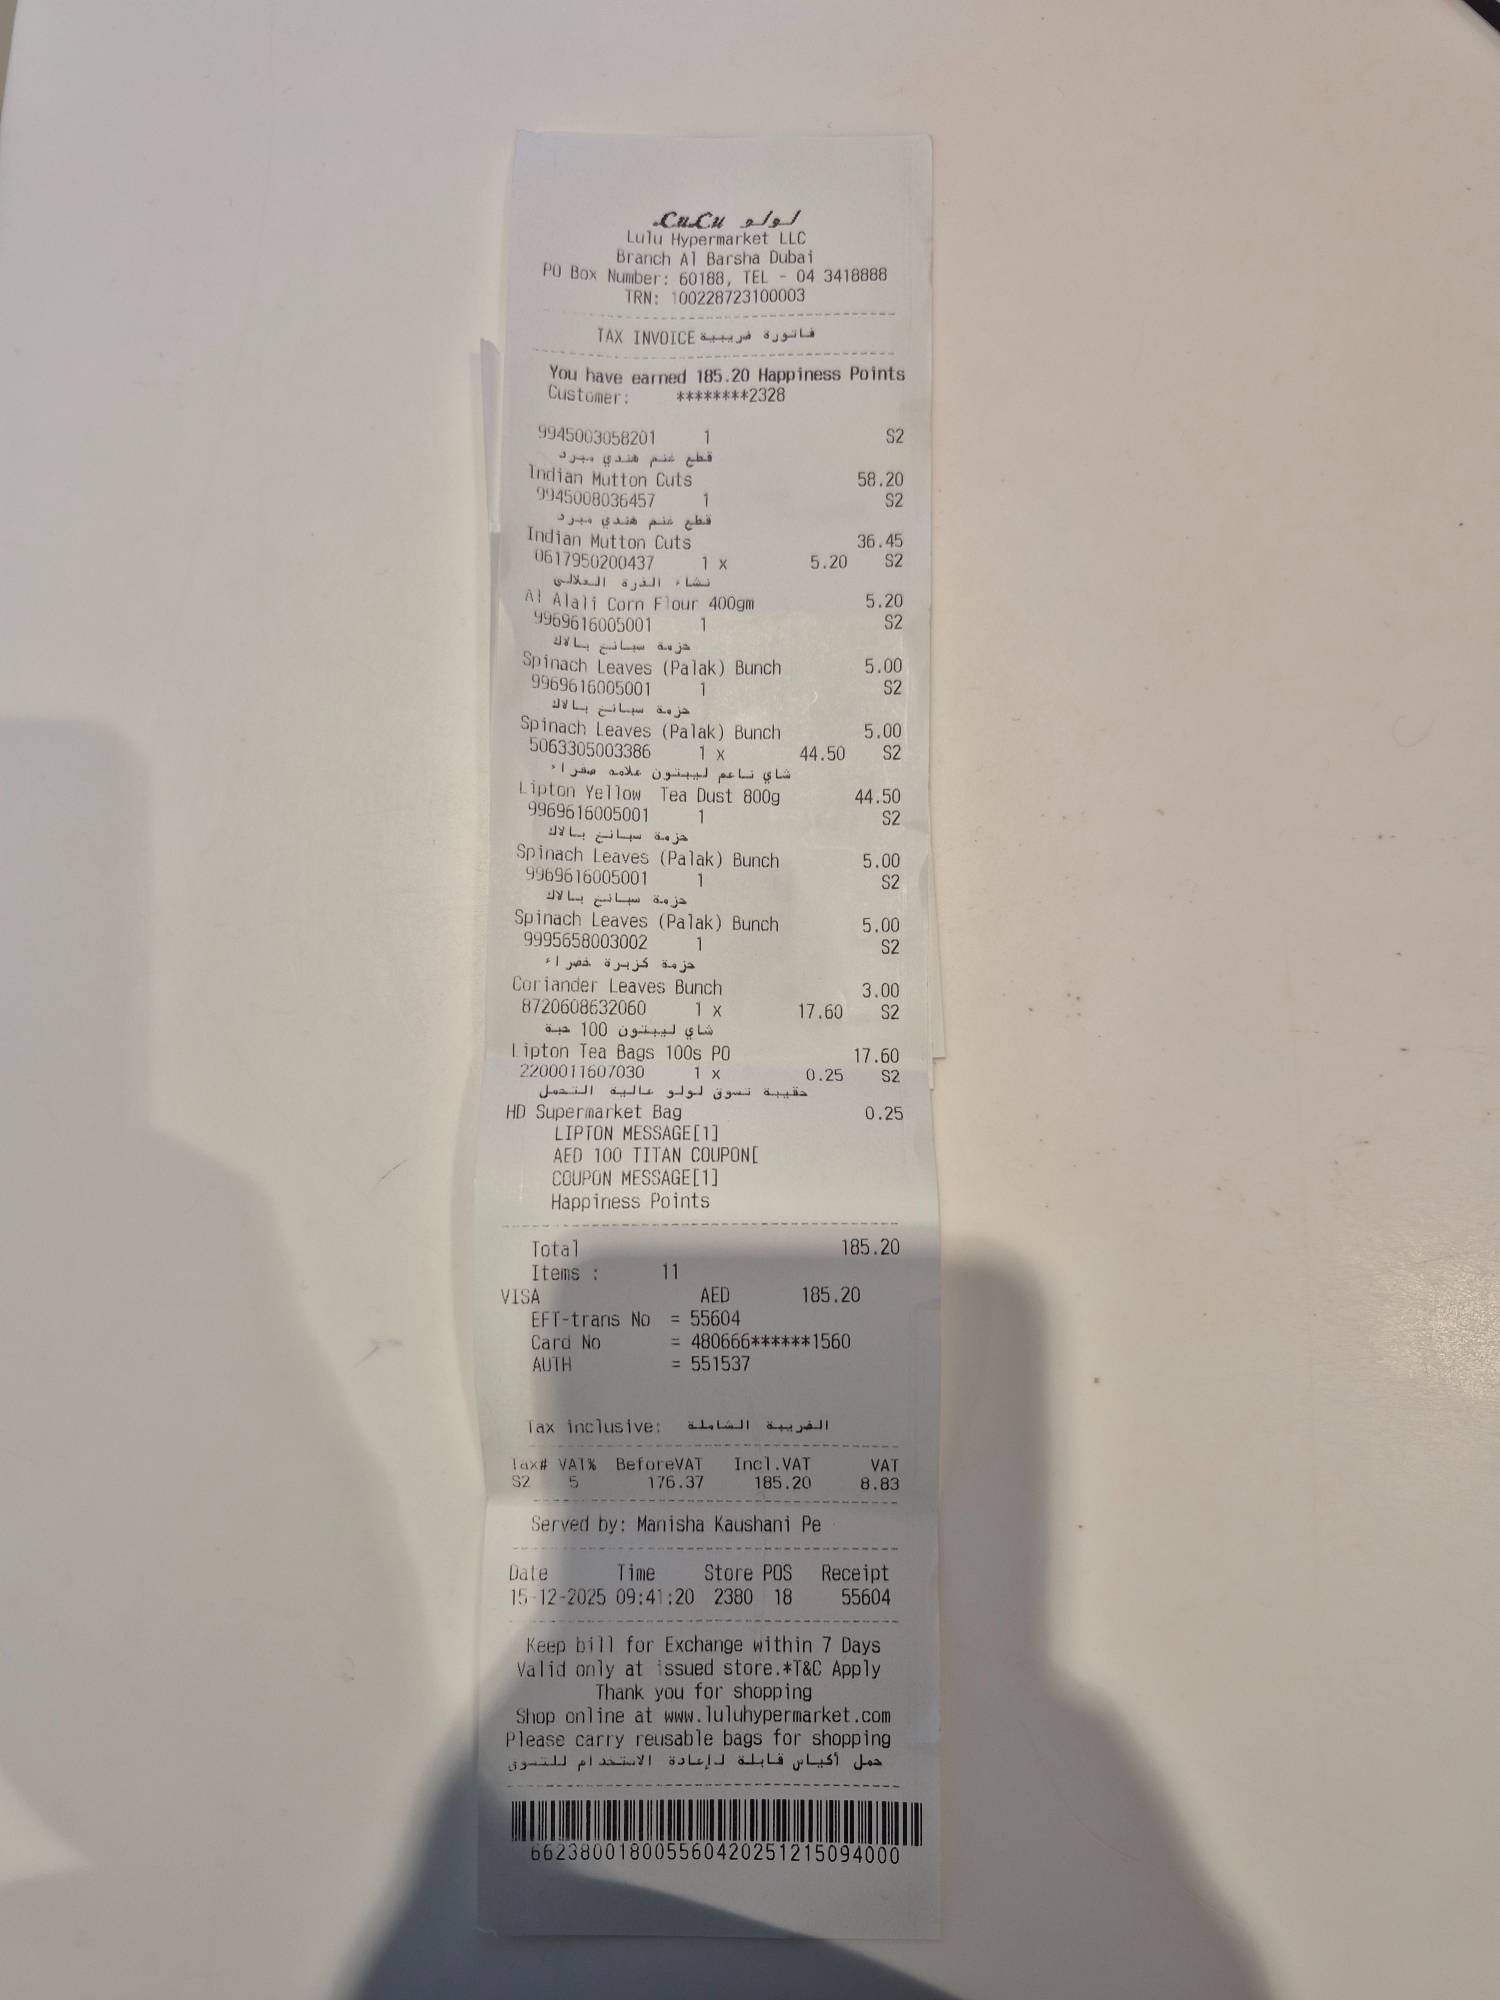 LuLu لولو
Lulu Hypermarket LLC
Branch Al Barsha Dubai
PO Box Number: 60188, TEL - 04 3418888
TRN: 100228723100003
TAX INVOICE فاتورة ضريبية
You have earned 185.20 Happiness Points
Customer: ********2328
9945003058201 1 S2
قطع غنم هندي مبرد
Indian Mutton Cuts 58.20
9945008036457 1 S2
قطع غنم هندي مبرد
Indian Mutton Cuts 36.45
0617950200437 1 x 5.20 S2
نشاء الذرة العلالي
Al Alali Corn Flour 400gm 5.20
9969616005001 1 S2
حزمة سبانخ بالاك
Spinach Leaves (Palak) Bunch 5.00
9969616005001 1 S2
حزمة سبانخ بالاك
Spinach Leaves (Palak) Bunch 5.00
5063305003386 1 x 44.50 S2
شاي ناعم ليبتون علامه صفراء
Lipton Yellow Tea Dust 800g 44.50
9969616005001 1 S2
حزمة سبانخ بالاك
Spinach Leaves (Palak) Bunch 5.00
9969616005001 1 S2
حزمة سبانخ بالاك
Spinach Leaves (Palak) Bunch 5.00
9995658003002 1 S2
حزمة كزبرة خضراء
Coriander Leaves Bunch 3.00
8720608632060 1 x 17.60 S2
شاي ليبتون 100 حبة
Lipton Tea Bags 100s PO 17.60
2200011607030 1 x 0.25 S2
حقيبة تسوق لولو عالية التحمل
HD Supermarket Bag 0.25
LIPTON MESSAGE[1]
AED 100 TITAN COUPON[
COUPON MESSAGE[1]
Happiness Points
Total 185.20
Items : 11
VISA AED 185.20
EFT-trans No = 55604
Card No = 480666******1560
AUTH = 551537
Tax inclusive: الضريبة الشاملة
Tax# VAT% BeforeVAT Incl.VAT VAT
S2 5 176.37 185.20 8.83
Served by: Manisha Kaushani Pe
Date Time Store POS Receipt
15-12-2025 09:41:20 2380 18 55604
Keep bill for Exchange within 7 Days
Valid only at issued store.*T&C Apply
Thank you for shopping
Shop online at www.luluhypermarket.com
Please carry reusable bags for shopping
حمل أكياس قابلة لإعادة الاستخدام للتسوق
662380018005560420251215094000